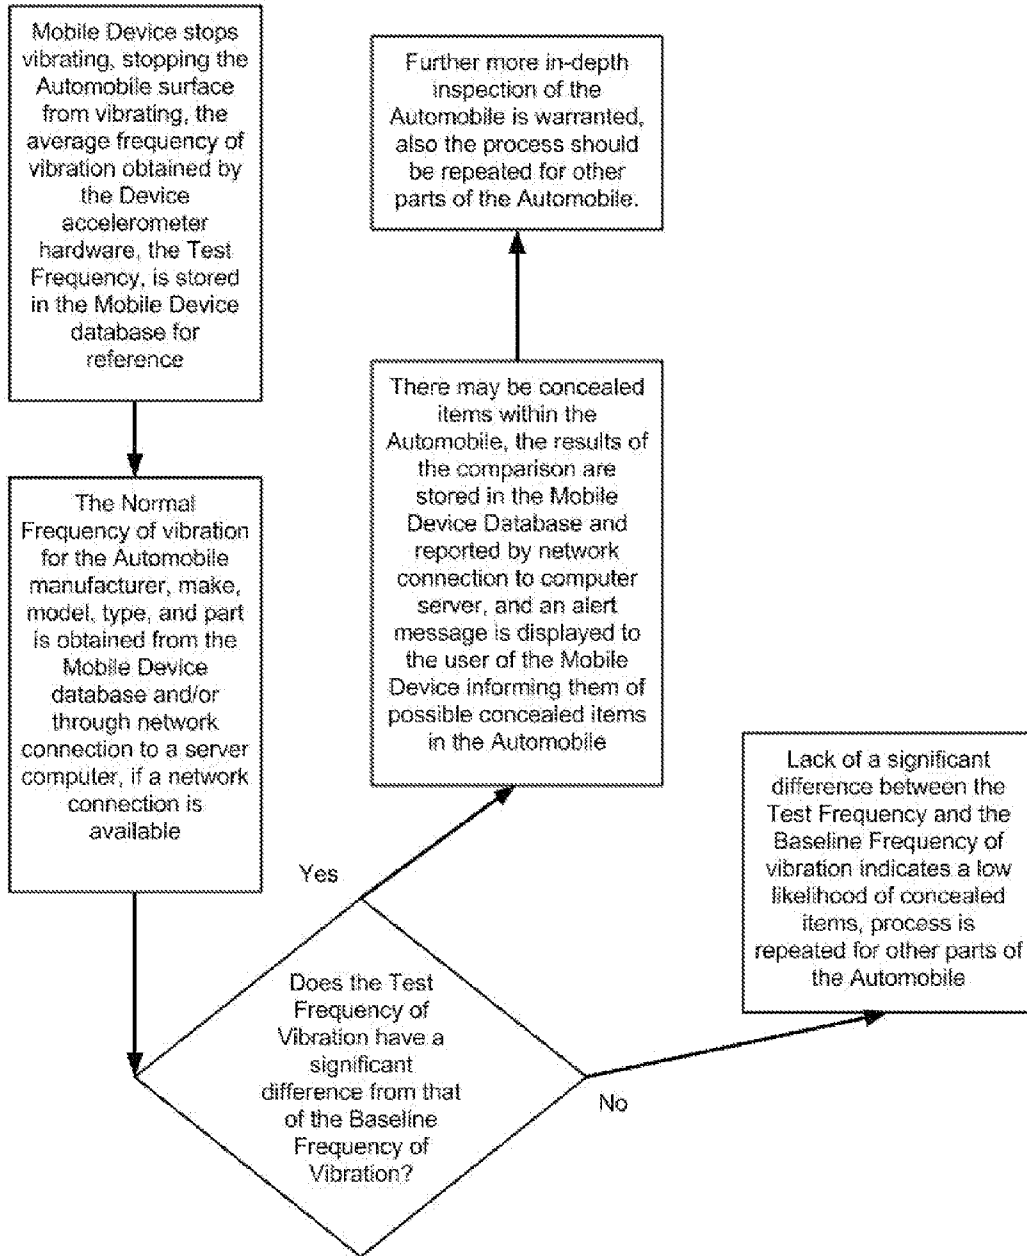 Mobile Device stops
vibrating, stopping the
Automobile surface
from vibrating, the
average frequency of
vibration obtained by
the Device
accelerometer
hardware, the Test
Frequency, is stored
in the Mobile Device
database for
reference
The Normal
Frequency of vibration
for the Automobile
manufacturer, make,
model, type, and part
is obtained from the
Mobile Device
database and/or
through network
connection to a server
computer, if a network
connection is
available
Does the Test
Frequency of
Vibration have a
significant
difference from that
of the Baseline
Frequency of
Vibration?
Yes
There may be concealed
items within the
Automobile, the results of
the comparison are
stored in the Mobile
Device Database and
reported by network
connection to computer
server, and an alert
message is displayed to
the user of the Mobile
Device informing them of
possible concealed items
in the Automobile
Further more in-depth
inspection of the
Automobile is warranted,
also the process should
be repeated for other
parts of the Automobile.
No
Lack of a significant
difference between the
Test Frequency and the
Baseline Frequency of
vibration indicates a low
likelihood of concealed
items, process is
repeated for other parts of
the Automobile